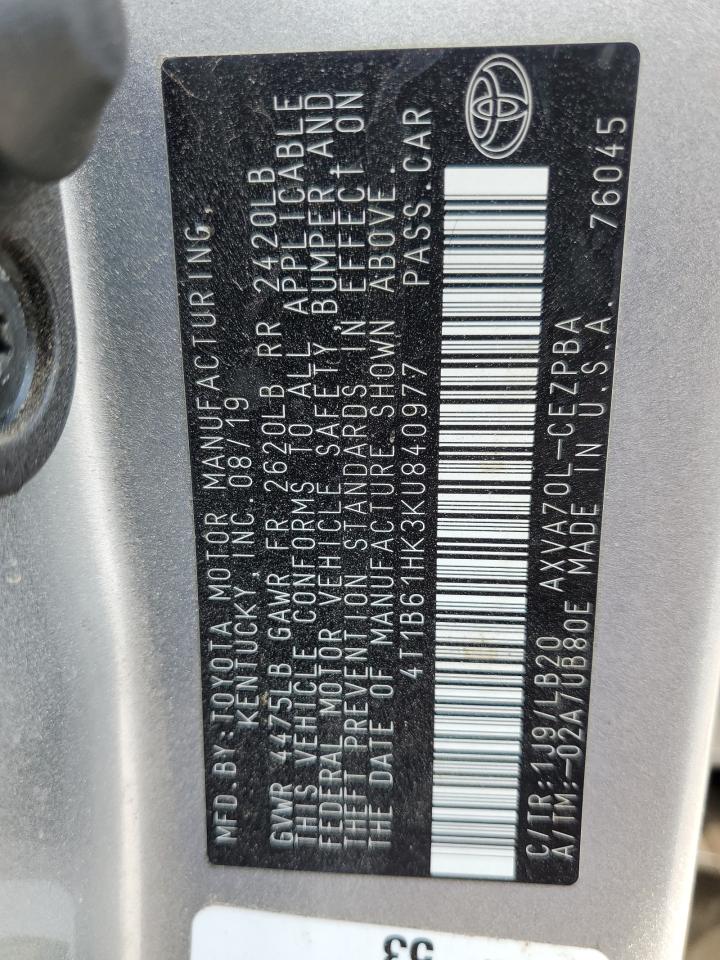 MFD.BY:TOYOTA MOTOR MANUFACTURING,
KENTUCKY, INC.08/19
GVWR 4475LB GAWR FR 2620LB RR 2420LB
THIS VEHICLE CONFORMS TO ALL APPLICABLE
FEDERAL MOTOR VEHICLE SAFETY, BUMPER,AND
THEFT PREVENTION STANDARDS IN EFFECT ON
THE DATE OF MANUFACTURE SHOWN ABOVE.
4T1B61HK3KU840977 PASS.CAR
C/TR:1J9/LB20 AXVA70L-CEZPBA
A/TM:-02A/UB80E MADE IN U.S.A. 76045
53